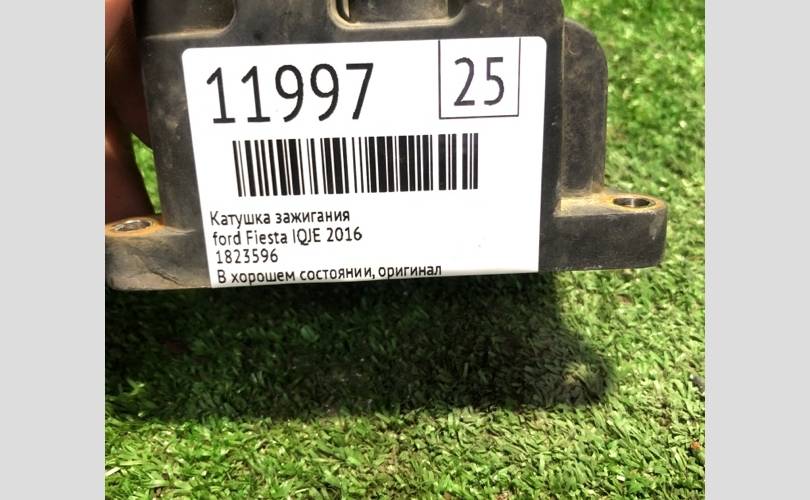 11997
25
Катушка зажигания
ford Fiesta IQJE 2016
1823596
В хорошем состоянии, оригинал